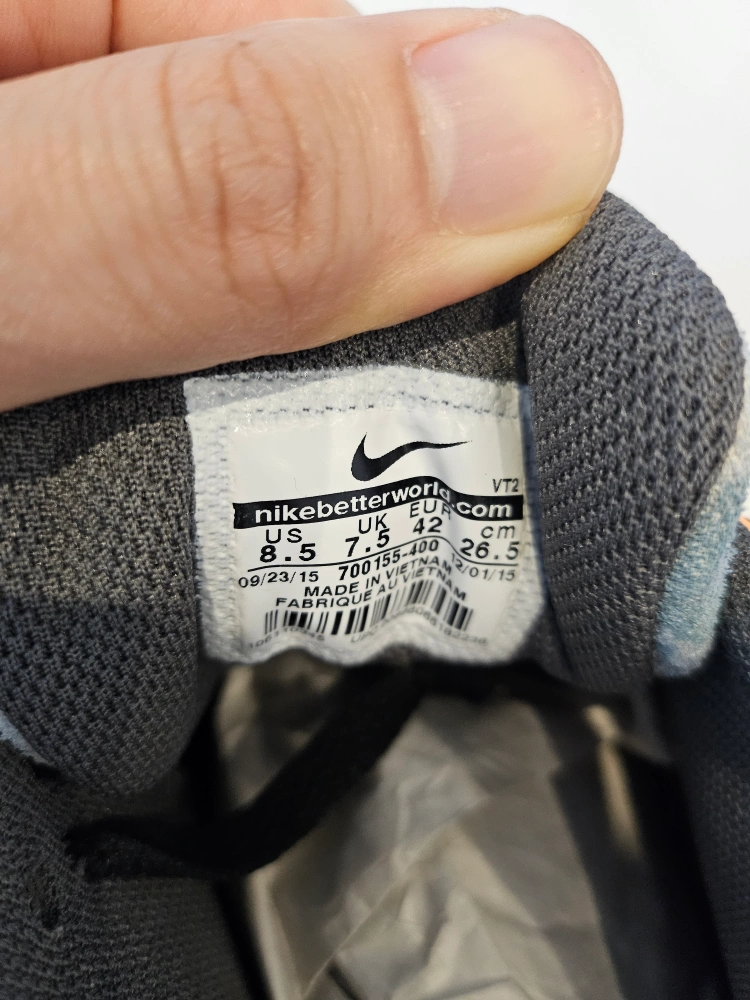 VT2
nikebetterworld.com
US UK EUR cm
8.5 7.5 42 26.5
09/23/15 700155-400 12/01/15
MADE IN VIETNAM
FABRIQUE AU VIETNAM